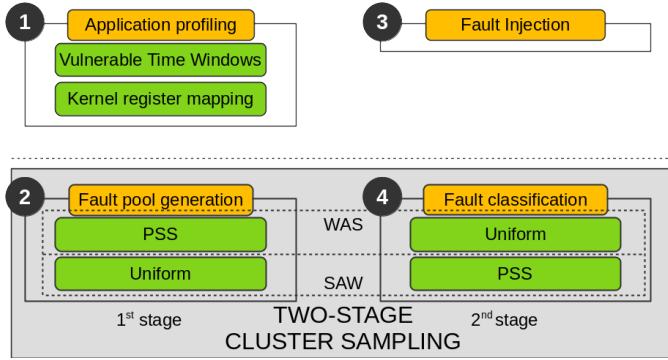 1
Application profiling
Vulnerable Time Windows
Kernel register mapping
3
Fault Injection
2
Fault pool generation
PSS
Uniform
WAS
SAW
4
Fault classification
Uniform
PSS
1st stage
TWO-STAGE
CLUSTER SAMPLING
2nd stage